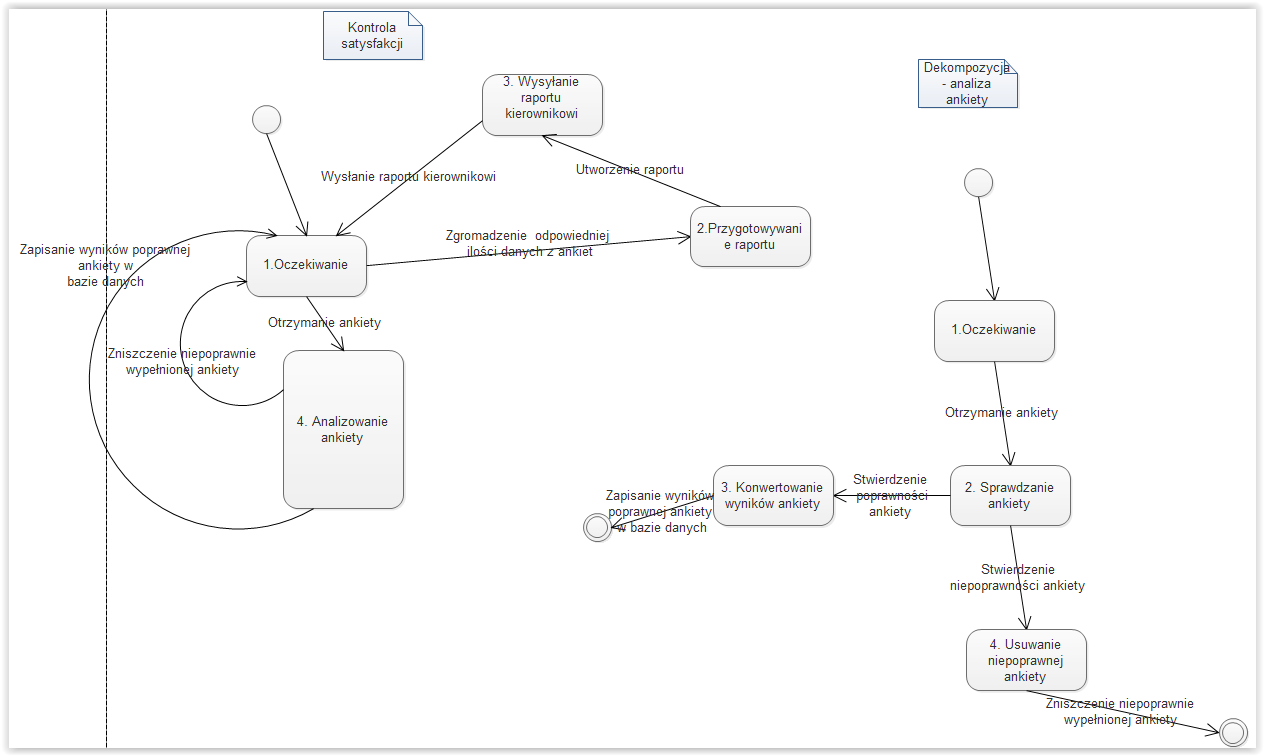 Kontrola
satysfakcji
3. Wysyłanie
raportu
kierownikowi
Wysłanie raportu kierownikowi
Utworzenie raportu
Zapisanie wyników poprawnej
ankiety w
bazie danych
1.Oczekiwanie
Zgromadzenie odpowiedniej
ilości danych z ankiet
2.Przygotowywani
e raportu
Otrzymanie ankiety
Zniszczenie niepoprawnie
wypełnionej ankiety
4. Analizowanie
ankiety
Dekompozycja
- analiza
ankiety
1.Oczekiwanie
Otrzymanie ankiety
2. Sprawdzanie
ankiety
Stwierdzenie
poprawności
ankiety
3. Konwertowanie
wyników ankiety
Zapisanie wyników
poprawnej ankiety
w bazie danych
Stwierdzenie
niepoprawności ankiety
4. Usuwanie
niepoprawnej
ankiety
Zniszczenie niepoprawnie
wypełnionej ankiety